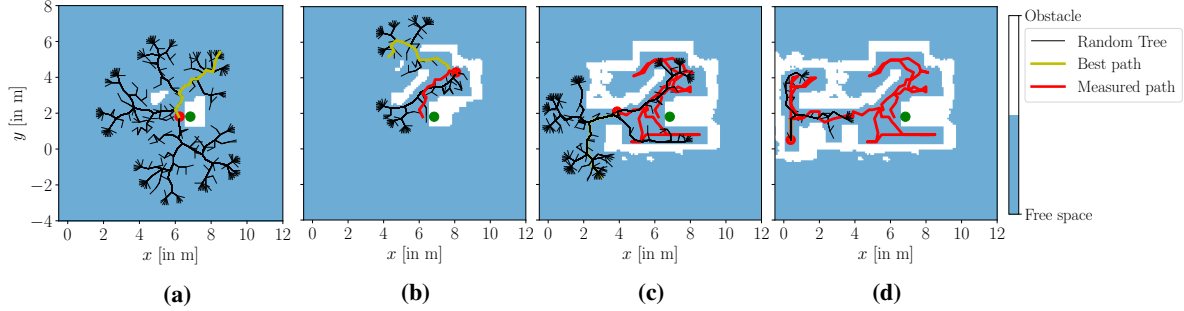 8
6
4
2
0
−2
−4
y [in m]
0 2 4 6 8 10 12
x [in m]
(a)
0 2 4 6 8 10 12
x [in m]
(b)
0 2 4 6 8 10 12
x [in m]
(c)
0 2 4 6 8 10 12
x [in m]
(d)
Obstacle
Free space
Random Tree
Best path
Measured path